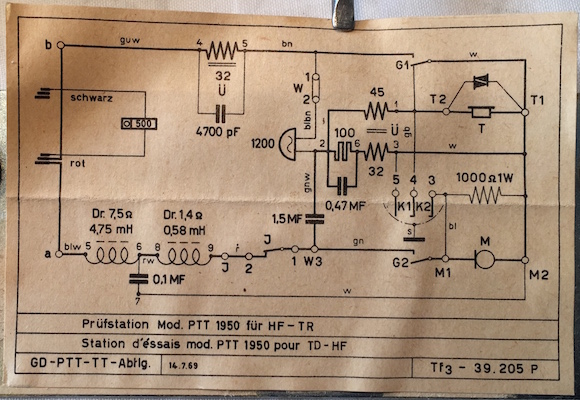 b guw 4 5 bn w.
G1
1
W
2
32
Ü
schwarz
500
4700 pF
blbn
45
1
T2
T1
T
1200
100
Ü
ge
rot
2
6
3
w
32
gnw
0,47 MF
5 4 3
1000Ω1W
K1 K2
Dr. 7,5Ω Dr. 1,4Ω
4,75 mH 0,58 mH
1.5 MF
s
bl
a blw 5 6 8 9 r J
rw
J 2 1 W3
gn
G2
M1
M
M2
0.1 MF
7
w
Prüfstation Mod. PTT 1950 für HF-TR
Station d'éssais mod. PTT 1950 pour TD-HF
GD-PTT-TT-Abtlg. 14.7.69 Tf3 - 39.205 P